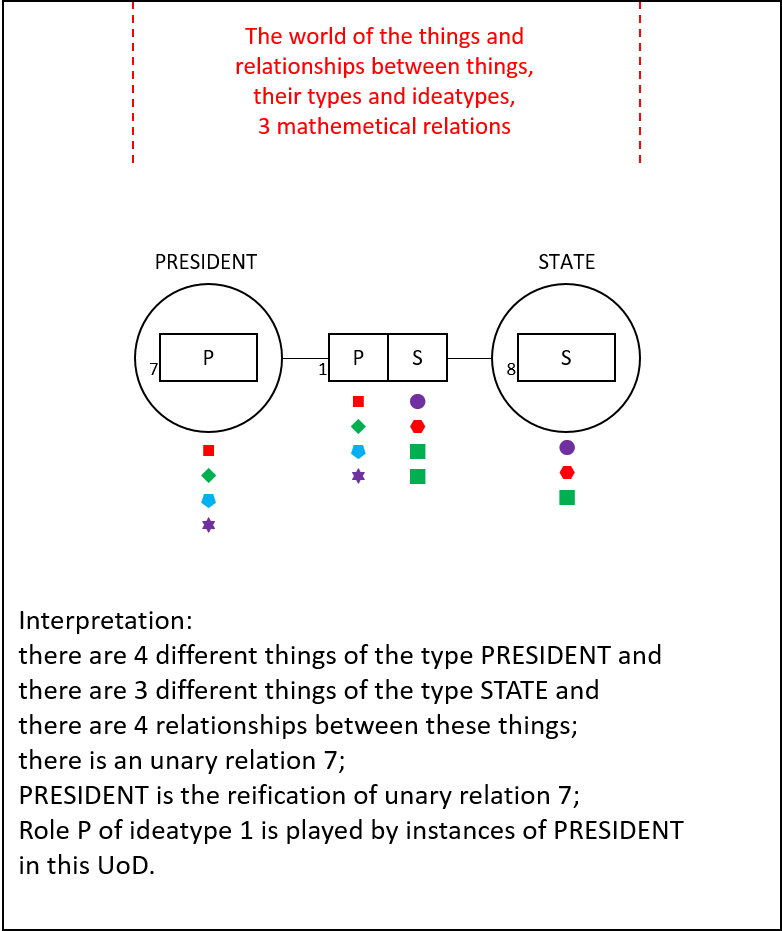 The world of the things and
relationships between things,
their types and ideatypes,
3 mathemetical relations
PRESIDENT
STATE
7 P
1 P S
8 S
Interpretation:
there are 4 different things of the type PRESIDENT and
there are 3 different things of the type STATE and
there are 4 relationships between these things;
there is an unary relation 7;
PRESIDENT is the reification of unary relation 7;
Role P of ideatype 1 is played by instances of PRESIDENT
in this UoD.